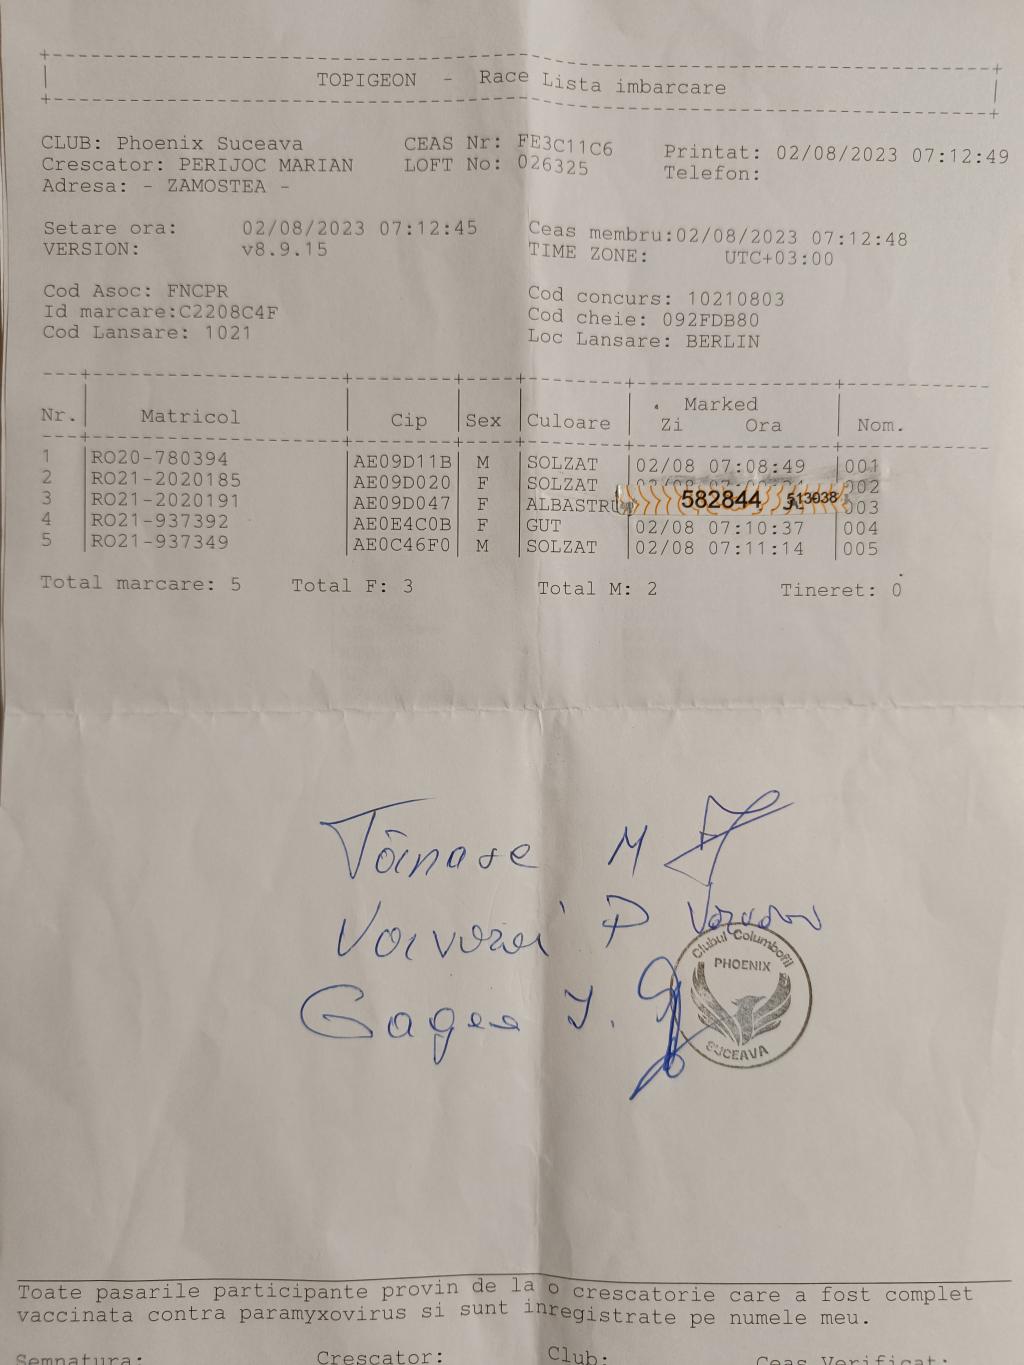 TOPIGEON - Race Lista imbarcare
CLUB: Phoenix Suceava CEAS Nr: FE3C11C6 Printat: 02/08/2023 07:12:49
Crescator: PERIJOC MARIAN LOFT No: 026325 Telefon:
Adresa: - ZAMOSTEA -
Setare ora: 02/08/2023 07:12:45 Ceas membru:02/08/2023 07:12:48
VERSION: v8.9.15 TIME ZONE: UTC+03:00
Cod Asoc: FNCPR Cod concurs: 10210803
Id marcare:C2208C4F Cod cheie: 092FDB80
Cod Lansare: 1021 Loc Lansare: BERLIN
Nr. Matricol Cip Sex Culoare Marked Zi Ora Nom.
1 RO20-780394 AE09D11B M SOLZAT 02/08 07:08:49 001
2 RO21-2020185 AE09D020 F SOLZAT 002
3 RO21-2020191 AE09D047 F ALBASTRU 582844 513038 003
4 RO21-937392 AE0E4C0B F GUT 02/08 07:10:37 004
5 RO21-937349 AE0C46F0 M SOLZAT 02/08 07:11:14 005
Total marcare: 5 Total F: 3 Total M: 2 Tineret: 0
Tănase M
P
Y.
Clubul Columbofil
PHOENIX
SUCEAVA
Toate pasarile participante provin de la o crescatorie care a fost complet
vaccinata contra paramyxovirus si sunt inregistrate pe numele meu.
Semnatura: Crescator: Club: Ceas Verificat: